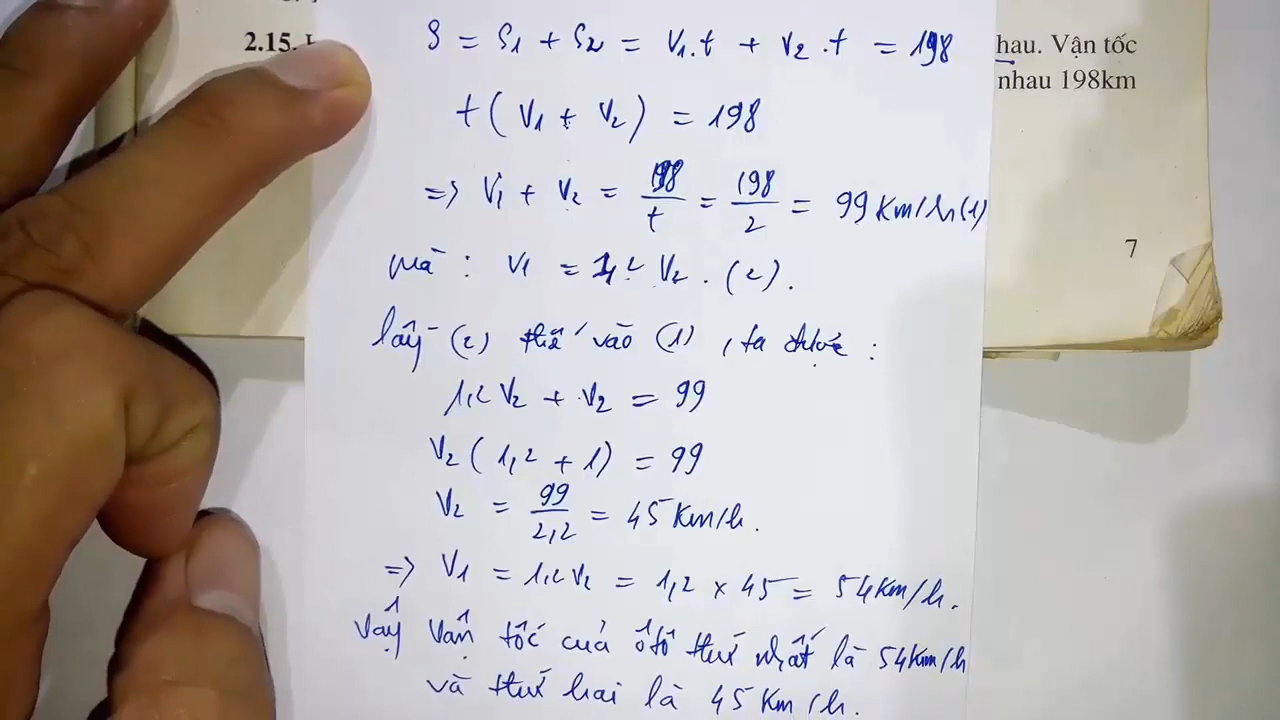 2.15.
S = S1 + S2 = V1.t + V2.t = 198
hau. Vận tốc
nhau 198km
t(V1 + V2) = 198
=> V1 + V2 = 198/t = 198/2 = 99 Km/h (1)
7
mà : V1 = 1,2 V2 . (2).
lấy (2) thế vào (1) , ta được :
1,2 V2 + V2 = 99
V2 ( 1,2 + 1) = 99
V2 = 99/2,2 = 45 Km/h.
=> V1 = 1,2 V2 = 1,2 x 45 = 54 Km/h.
Vậy Vận tốc của ôtô thứ nhất là 54Km/h
và thứ hai là 45 Km/h.